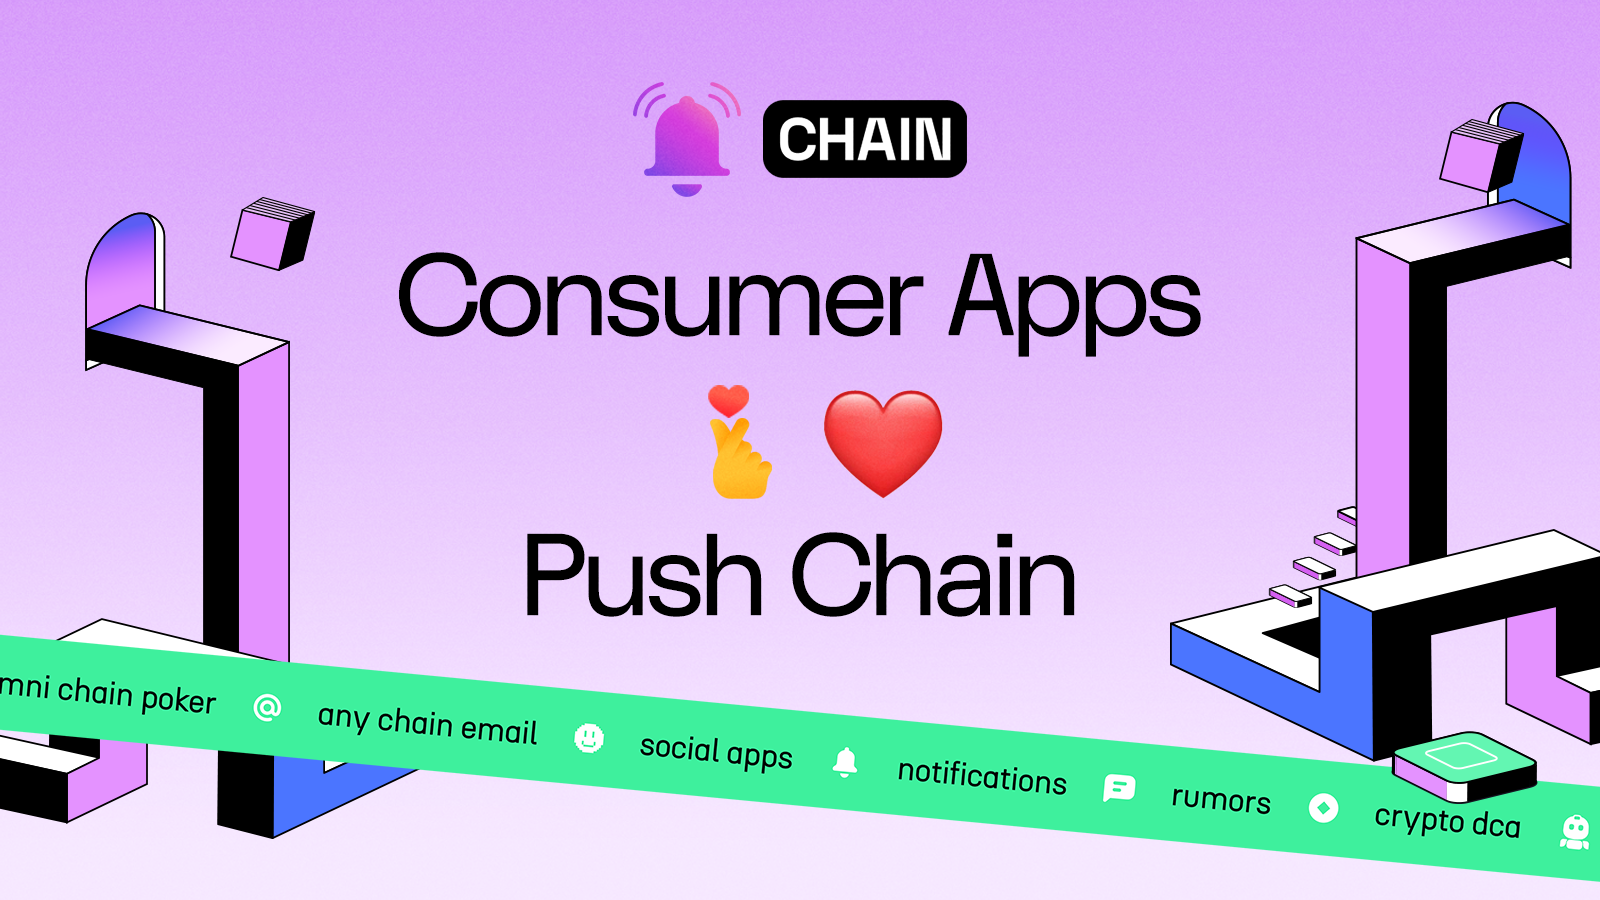 CHAIN
Consumer Apps
Push Chain
mni chain poker @ any chain email social apps notifications rumors crypto dca